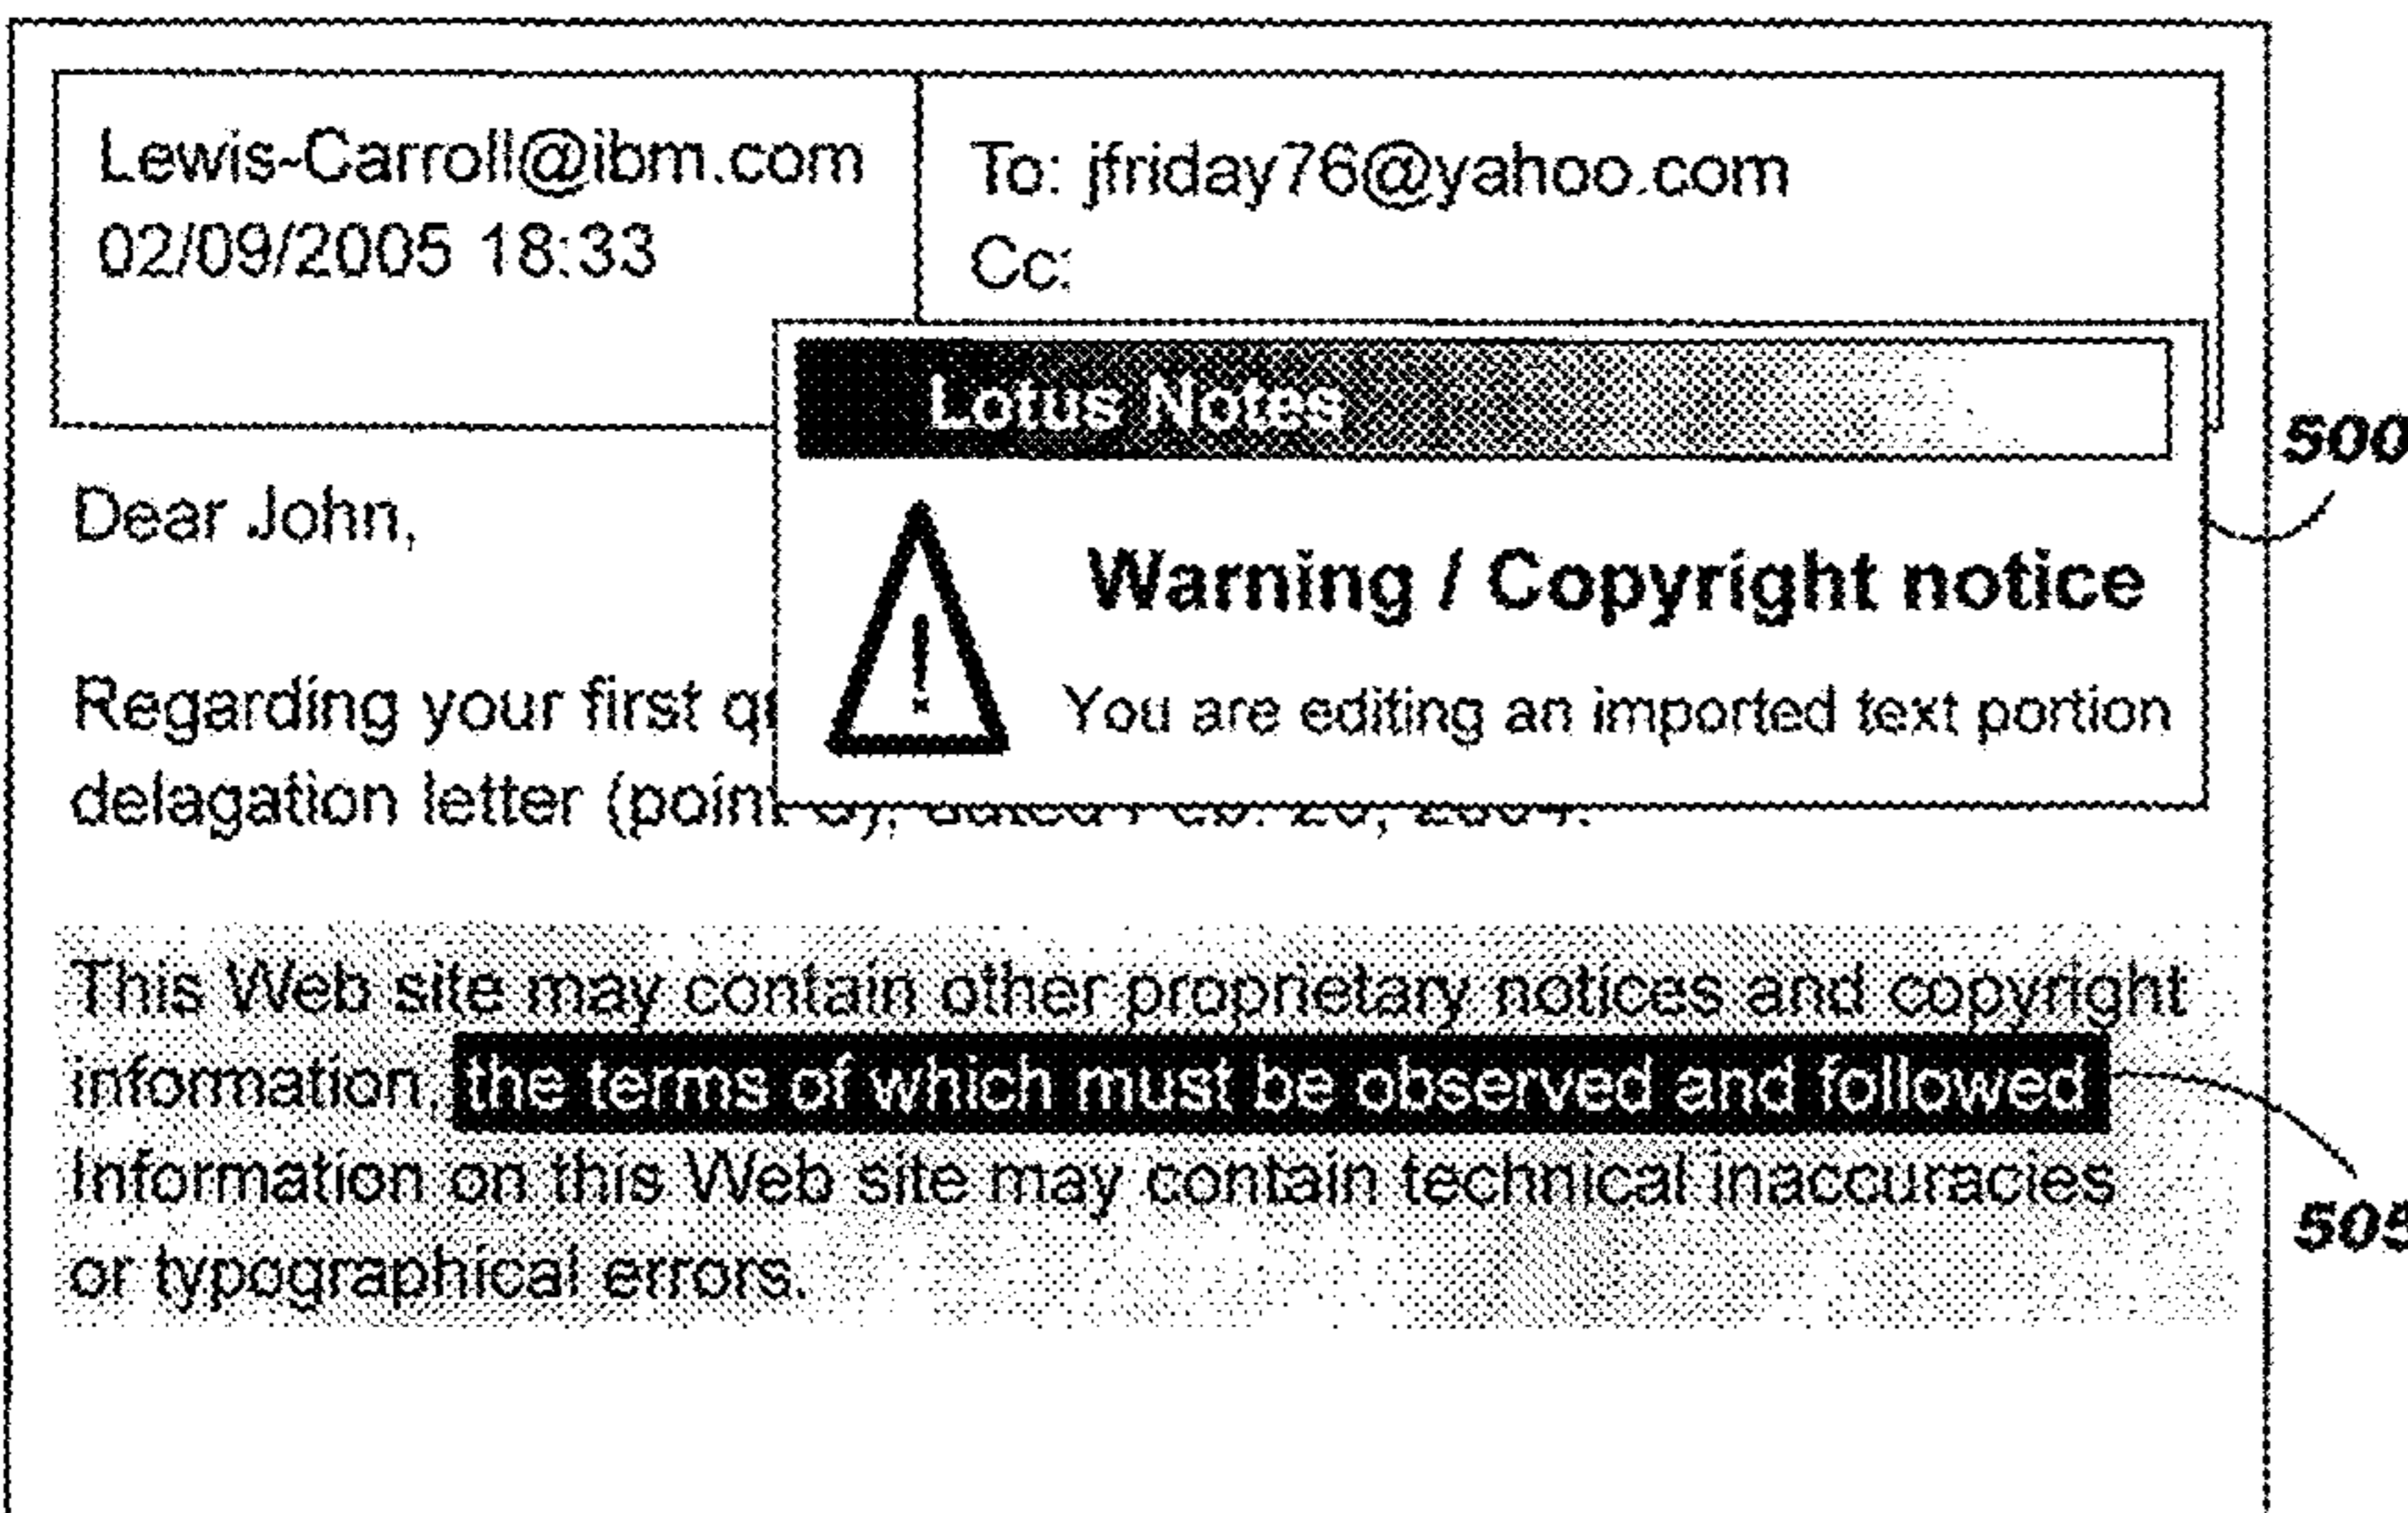 Lewis-Carroll@ibm.com
02/09/2005 18:33
To: jfriday76@yahoo.com
Cc:
Lotus Notes
500
Warning / Copyright notice
!
You are editing an imported text portion
Dear John,
Regarding your first
delagation letter (point
This Web site may contain other proprietary notices and copyright
information, the terms of which must be observed and followed
Information on this Web site may contain technical inaccuracies
or typographical errors.
505